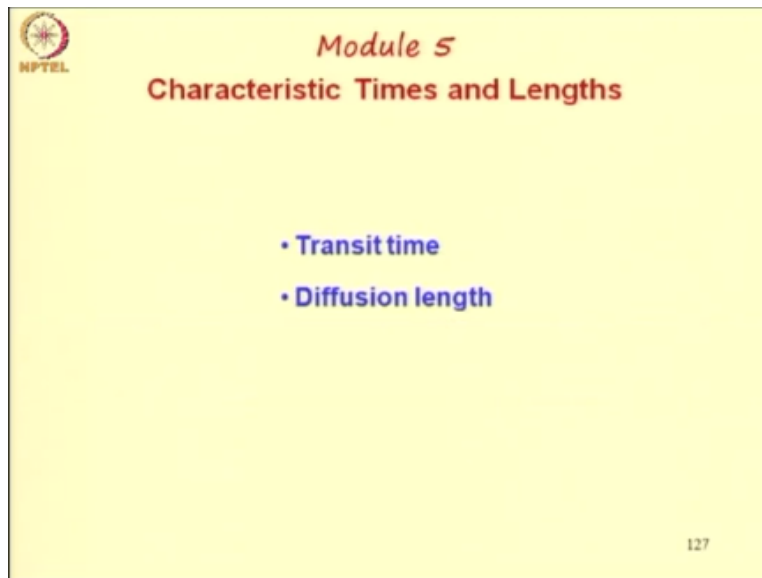 NPTEL
Module 5
Characteristic Times and Lengths
• Transit time
• Diffusion length
127